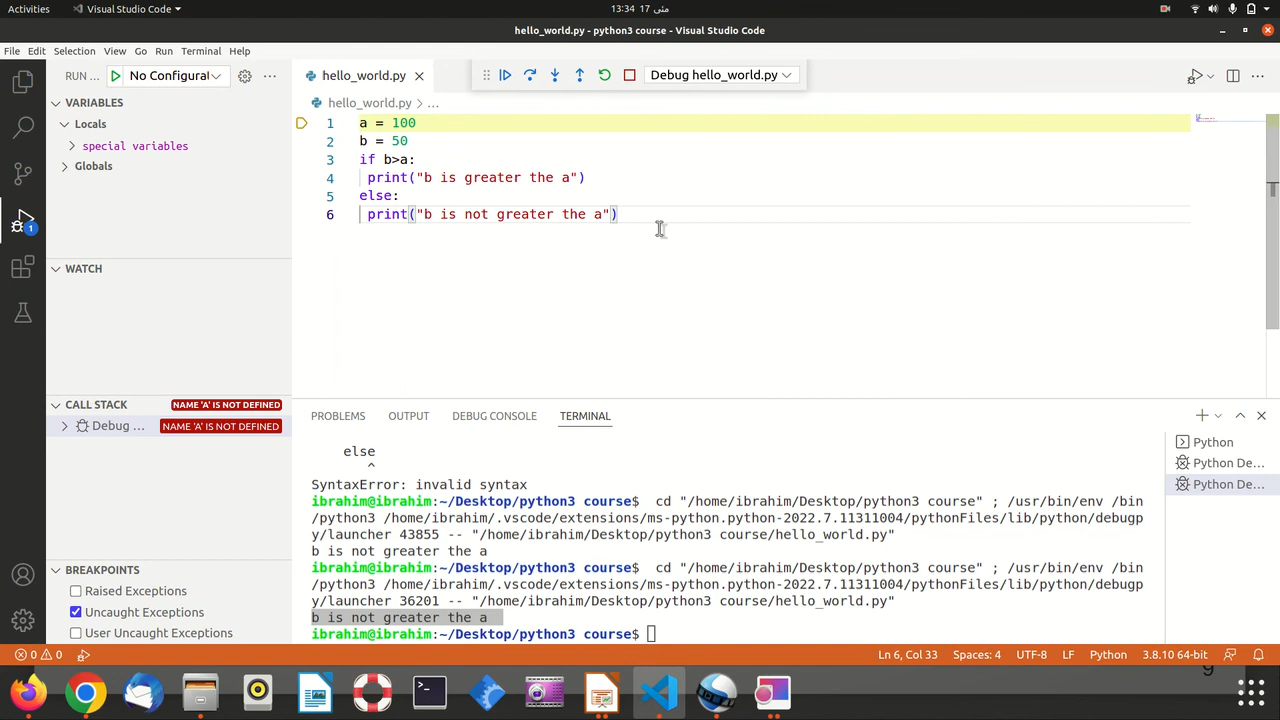 Activities
Visual Studio Code
13:34 17 مئی
hello_world.py - python3 course - Visual Studio Code
File Edit Selection View Go Run Terminal Help
RUN ...
No Configural
hello_world.py
Debug hello_world.py
VARIABLES
hello_world.py > ...
Locals
special variables
Globals
1 a = 100
2 b = 50
3 if b>a:
4 print("b is greater the a")
5 else:
6 print("b is not greater the a")
WATCH
CALL STACK
NAME 'A' IS NOT DEFINED
Debug ...
NAME 'A' IS NOT DEFINED
1
BREAKPOINTS
Raised Exceptions
Uncaught Exceptions
User Uncaught Exceptions
PROBLEMS OUTPUT DEBUG CONSOLE TERMINAL
else
^
SyntaxError: invalid syntax
ibrahim@ibrahim:~/Desktop/python3 course$ cd "/home/ibrahim/Desktop/python3 course" ; /usr/bin/env /bin
/python3 /home/ibrahim/.vscode/extensions/ms-python.python-2022.7.11311004/pythonFiles/lib/python/debugp
y/launcher 43855 -- "/home/ibrahim/Desktop/python3 course/hello_world.py"
b is not greater the a
ibrahim@ibrahim:~/Desktop/python3 course$ cd "/home/ibrahim/Desktop/python3 course" ; /usr/bin/env /bin
/python3 /home/ibrahim/.vscode/extensions/ms-python.python-2022.7.11311004/pythonFiles/lib/python/debugp
y/launcher 36201 -- "/home/ibrahim/Desktop/python3 course/hello_world.py"
b is not greater the a
ibrahim@ibrahim:~/Desktop/python3 course$
Python
Python De...
Python De...
0 0
Ln 6, Col 33 Spaces: 4 UTF-8 LF Python 3.8.10 64-bit